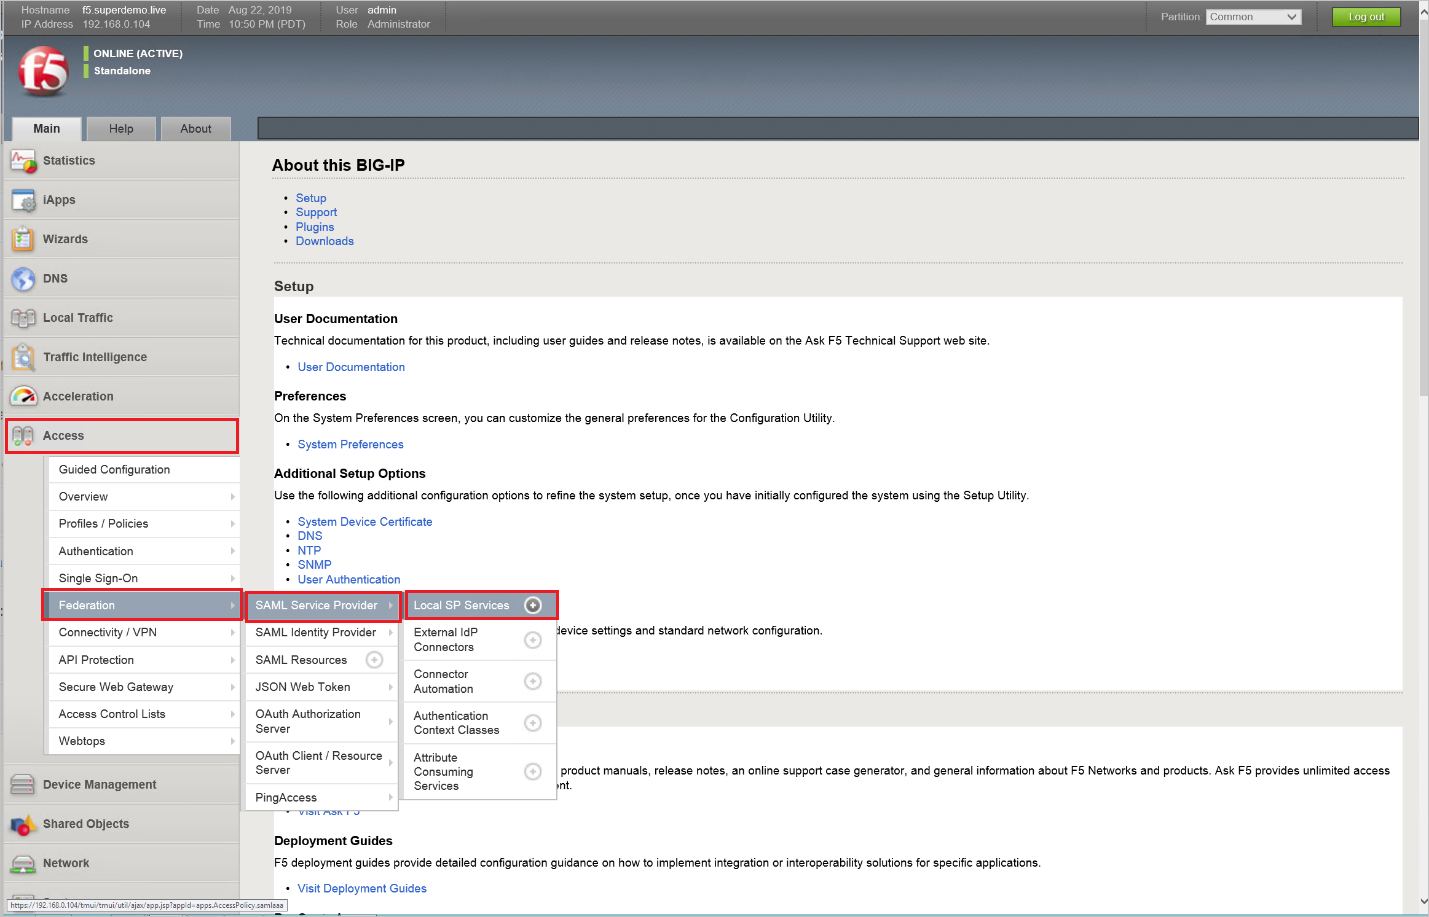 Hostname f5.superdemo.live Date Aug 22, 2019 User admin
IP Address 192.168.0.104 Time 10:50 PM (PDT) Role Administrator
Partition: Common Log out
f5
ONLINE (ACTIVE)
Standalone
Main Help About
Statistics
iApps
Wizards
DNS
Local Traffic
Traffic Intelligence
Acceleration
Access
Guided Configuration
Overview
Profiles / Policies
Authentication
Single Sign-On
Federation
Connectivity / VPN
API Protection
Secure Web Gateway
Access Control Lists
Webtops
Device Management
Shared Objects
Network
https://192.168.0.104/tmui/tmui/util/ajax/app.jsp?appId=apps.AccessPolicy.samlaaa
SAML Service Provider
SAML Identity Provider
SAML Resources
JSON Web Token
OAuth Authorization
Server
OAuth Client / Resource
Server
PingAccess
Local SP Services
External IdP
Connectors
Connector
Automation
Authentication
Context Classes
Attribute
Consuming
Services
About this BIG-IP
• Setup
• Support
• Plugins
• Downloads
Setup
User Documentation
Technical documentation for this product, including user guides and release notes, is available on the Ask F5 Technical Support web site.
• User Documentation
Preferences
On the System Preferences screen, you can customize the general preferences for the Configuration Utility.
• System Preferences
Additional Setup Options
Use the following additional configuration options to refine the system setup, once you have initially configured the system using the Setup Utility.
• System Device Certificate
• DNS
• NTP
• SNMP
• User Authentication
device settings and standard network configuration.
product manuals, release notes, an online support case generator, and general information about F5 Networks and products. Ask F5 provides unlimited access
• Visit Ask F5
Deployment Guides
F5 deployment guides provide detailed configuration guidance on how to implement integration or interoperability solutions for specific applications.
• Visit Deployment Guides